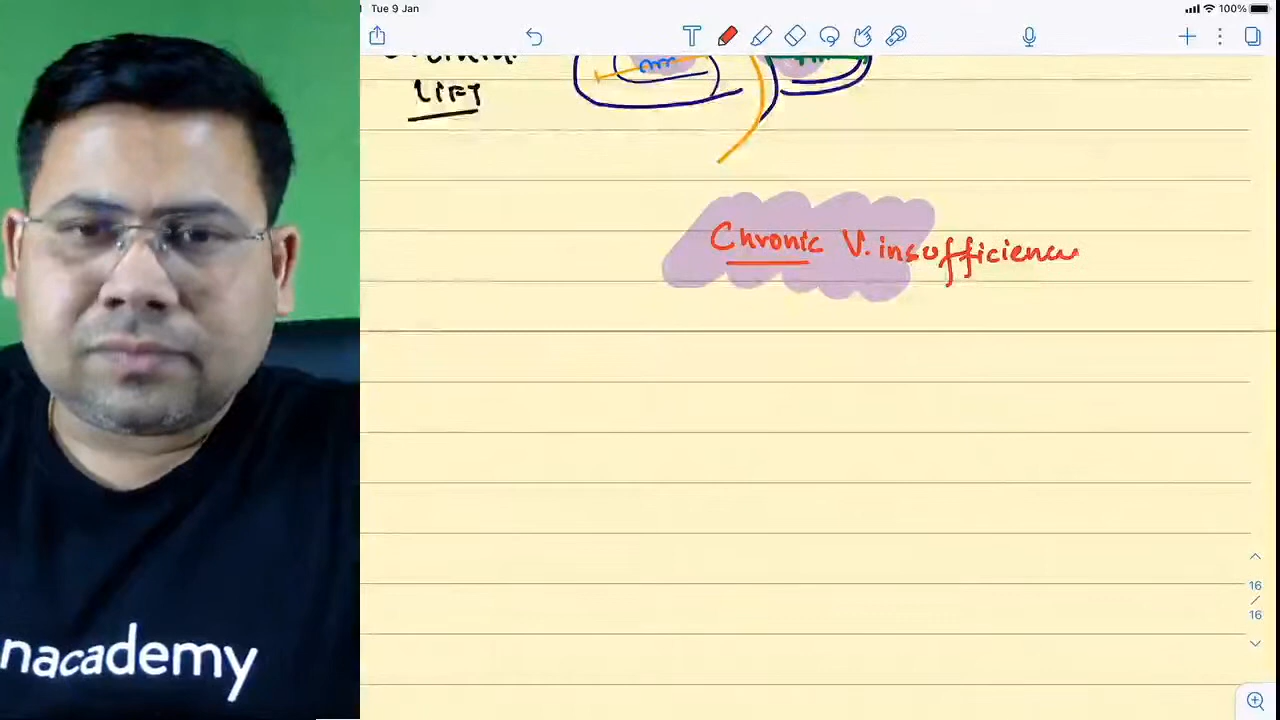 Tue 9 Jan
100%
T
LIFT
Chronic V. insufficiency
16
/
16
nacademy